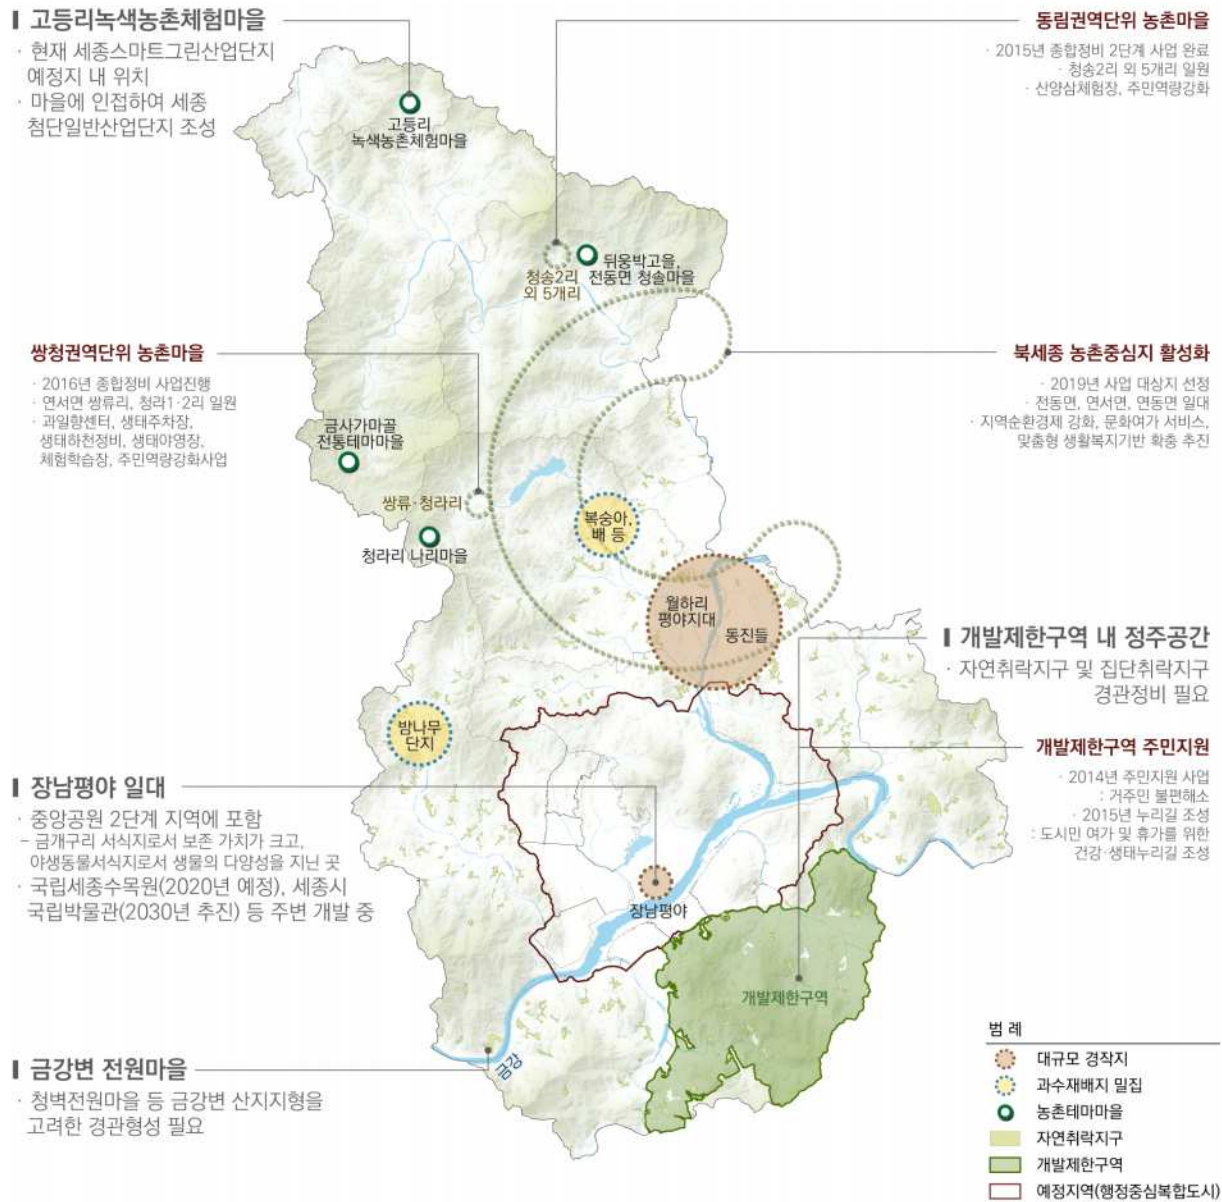 고등리녹색농촌체험마을
· 현재 세종스마트그린산업단지
예정지 내 위치
· 마을에 인접하여 세종
첨단일반산업단지 조성
동림권역단위 농촌마을
· 2015년 종합정비 2단계 사업 완료
· 청송2리 외 5개리 일원
· 산양삼체험장, 주민역량강화
고등리
녹색농촌체험마을
청송2리
외 5개리
뒤웅박고을,
전동면 청솔마을
쌍청권역단위 농촌마을
· 2016년 종합정비 사업진행
· 연서면 쌍류리, 청라1·2리 일원
· 과일향센터, 생태주차장,
생태하천정비, 생태야영장,
체험학습장, 주민역량강화사업
북세종 농촌중심지 활성화
· 2019년 사업 대상지 선정
· 전동면, 연서면, 연동면 일대
· 지역순환경제 강화, 문화여가 서비스,
맞춤형 생활복지기반 확충 추진
금사가마골
전통테마마을
쌍류·청라리
청라리 나리마을
복숭아,
배 등
월하리
평야지대
동진들
개발제한구역 내 정주공간
· 자연취락지구 및 집단취락지구
경관정비 필요
밤나무
단지
개발제한구역 주민지원
· 2014년 주민지원 사업
: 거주민 불편해소
· 2015년 누리길 조성
: 도시민 여가 및 휴가를 위한
건강·생태누리길 조성
장남평야 일대
· 중앙공원 2단계 지역에 포함
- 금개구리 서식지로서 보존 가치가 크고,
야생동물서식지로서 생물의 다양성을 지닌 곳
· 국립세종수목원(2020년 예정), 세종시
국립박물관(2030년 추진) 등 주변 개발 중
장남평야
개발제한구역
금강변 전원마을
· 청벽전원마을 등 금강변 산지지형을
고려한 경관형성 필요
금강
범 례
대규모 경작지
과수재배지 밀집
농촌테마마을
자연취락지구
개발제한구역
예정지역(행정중심복합도시)